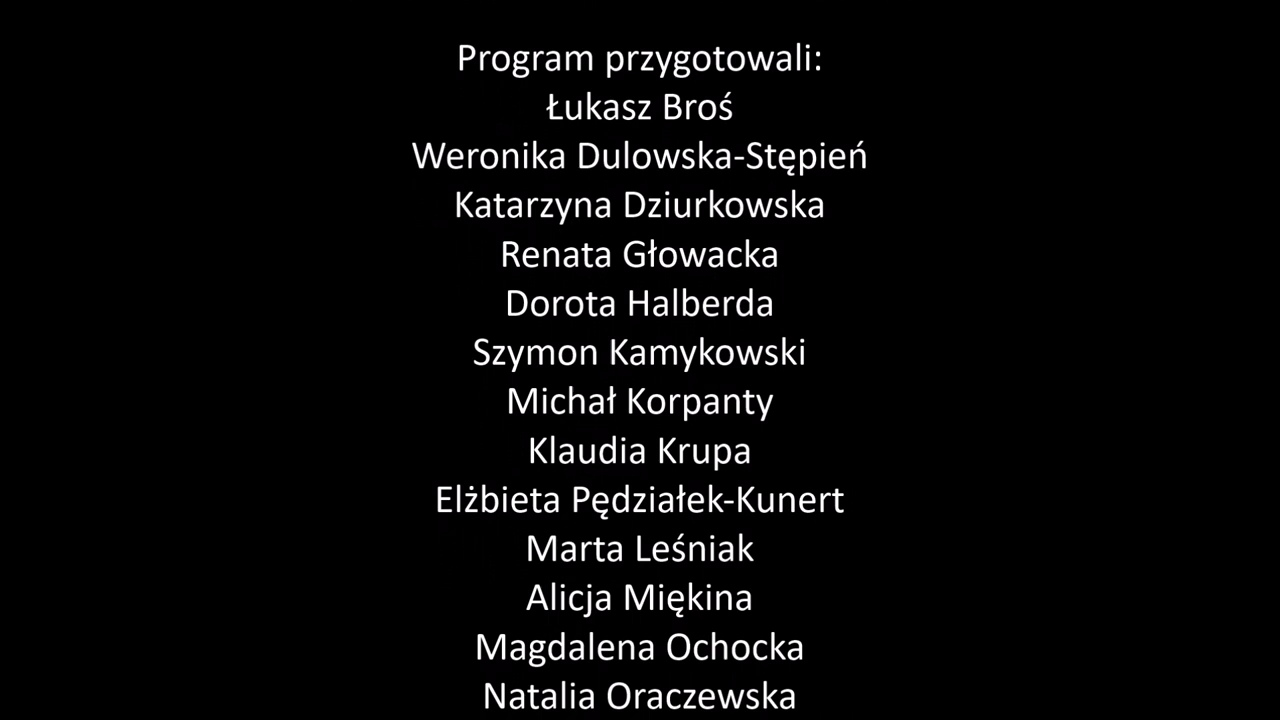 Program przygotowali:
Łukasz Broś
Weronika Dulowska-Stępień
Katarzyna Dziurkowska
Renata Głowacka
Dorota Halberda
Szymon Kamykowski
Michał Korpanty
Klaudia Krupa
Elżbieta Pędziałek-Kunert
Marta Leśniak
Alicja Miękina
Magdalena Ochocka
Natalia Oraczewska